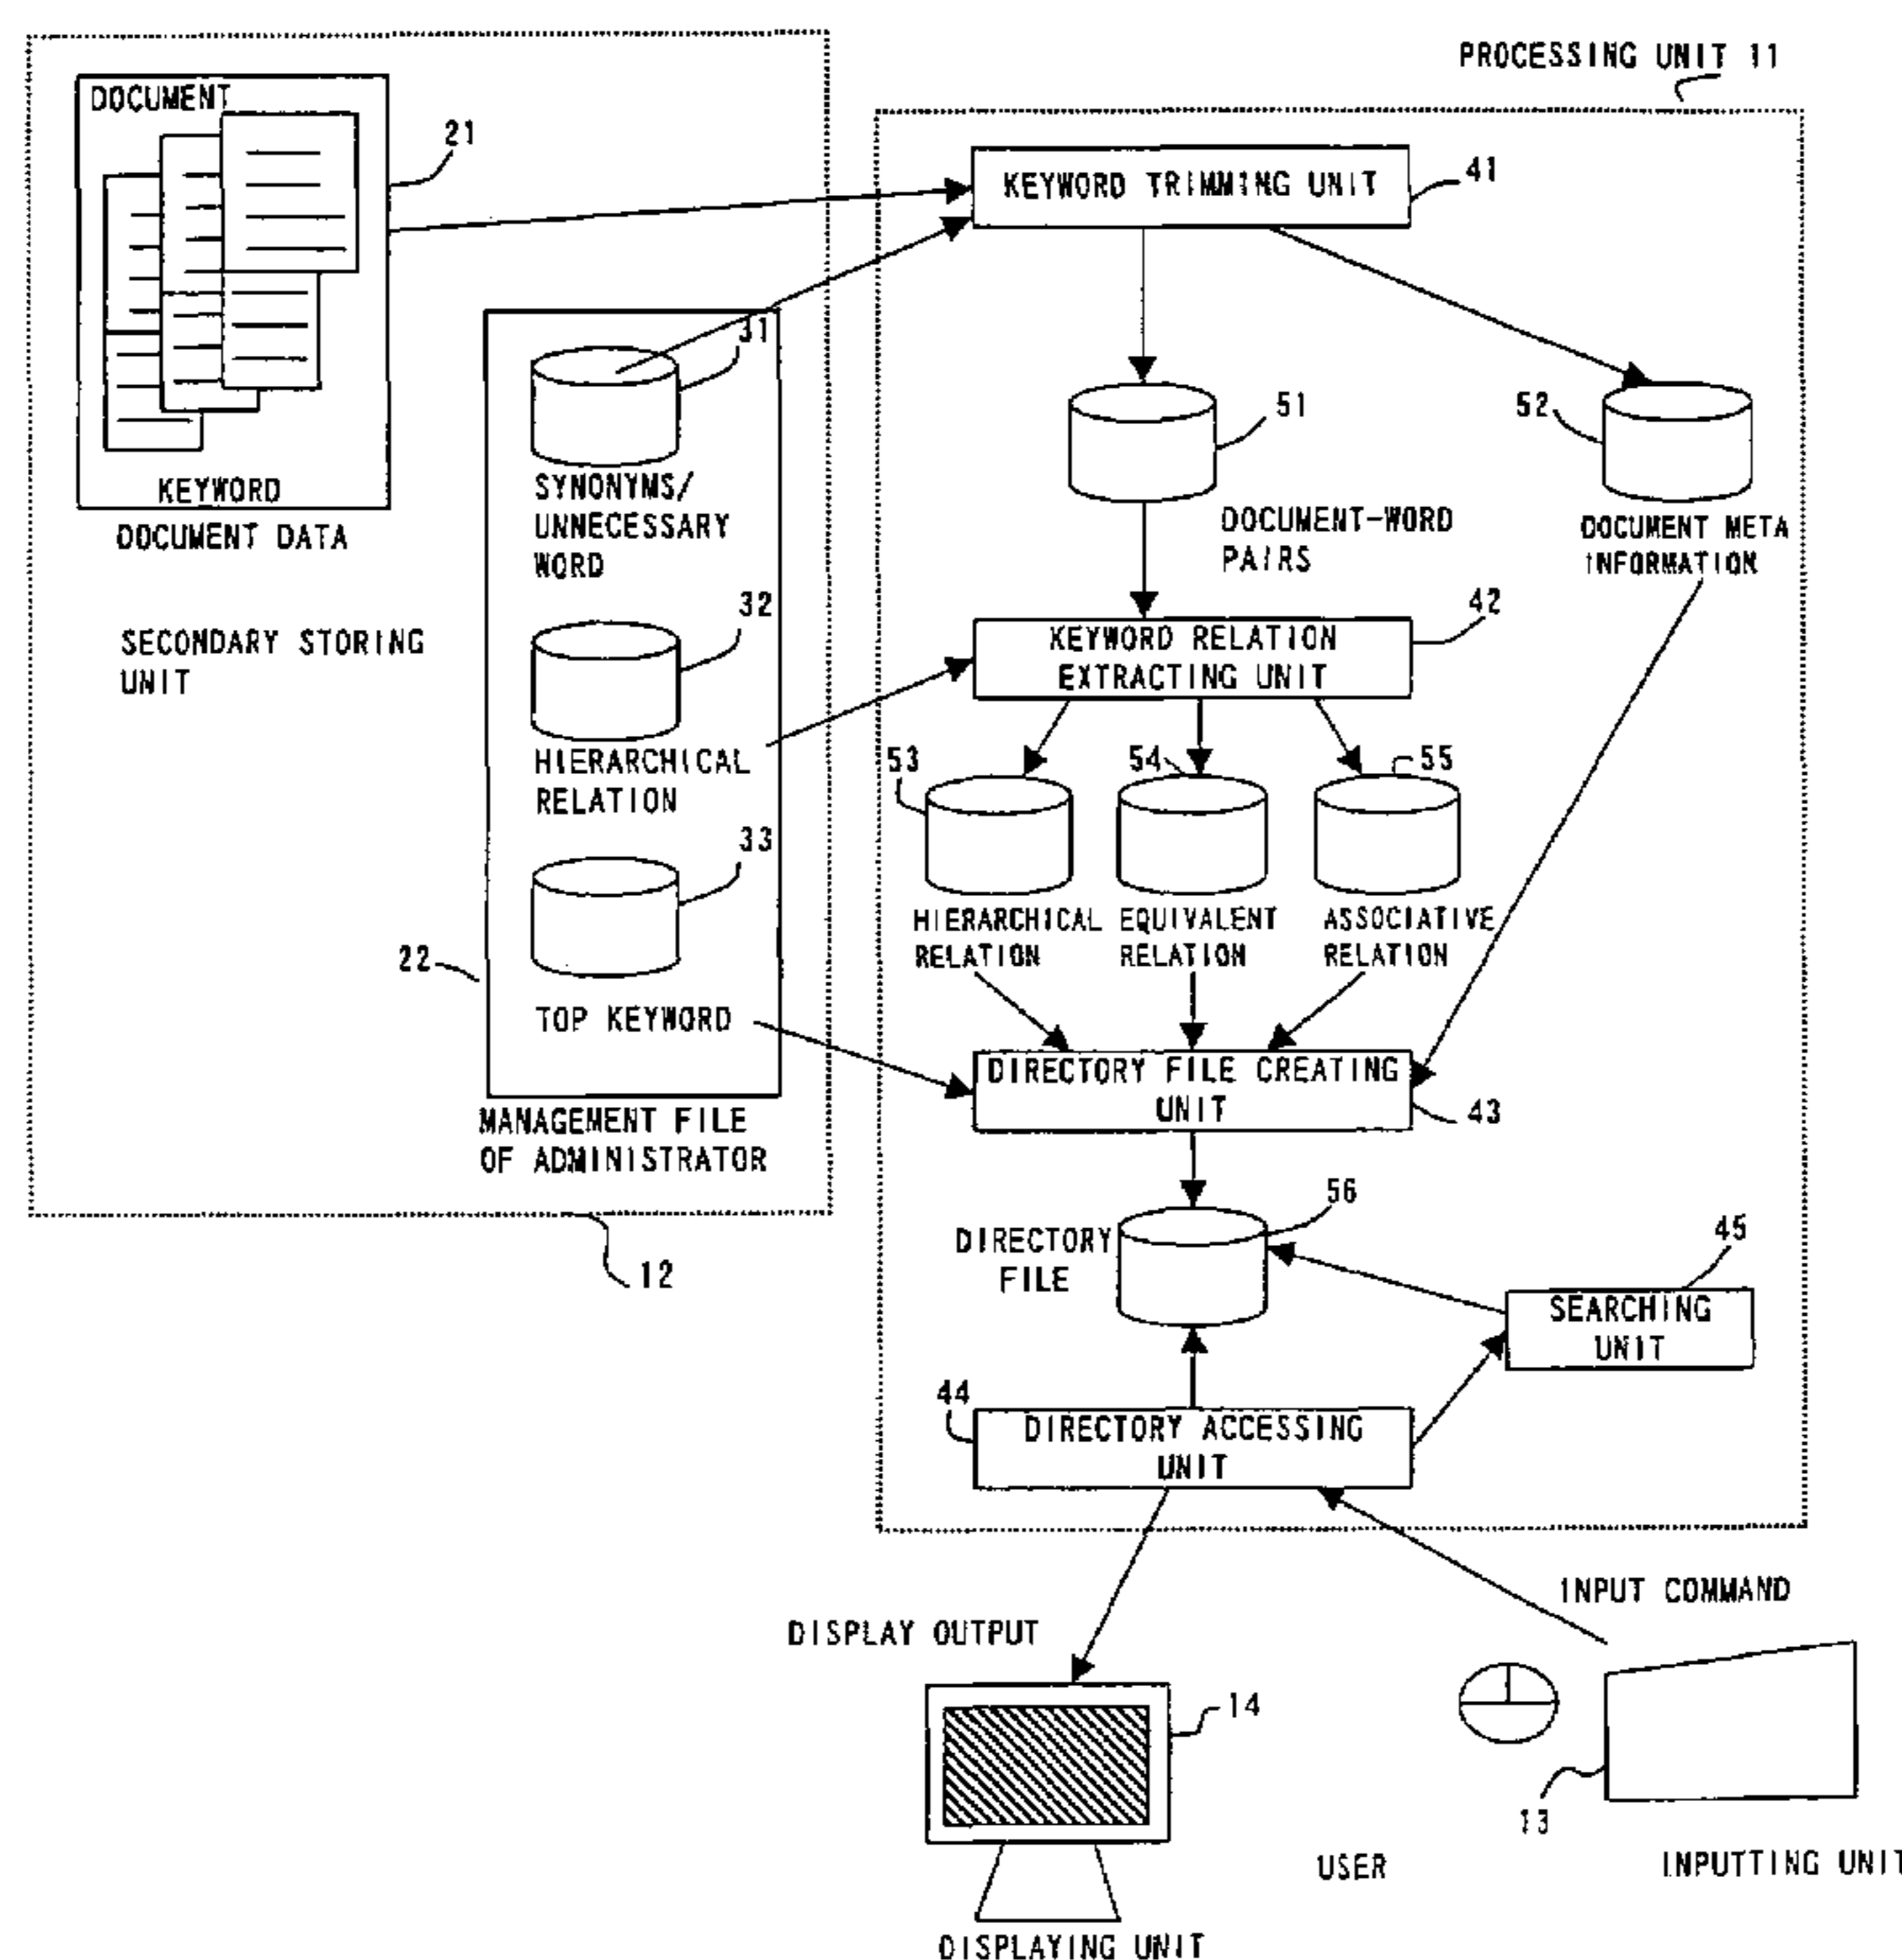 PROCESSING UNIT 11
DOCUMENT
21
KEYWORD
DOCUMENT DATA
SECONDARY STORING
UNIT
31
SYNONYMS/
UNNECESSARY
WORD
32
HIERARCHICAL
RELATION
33
22
TOP KEYWORD
MANAGEMENT FILE
OF ADMINISTRATOR
12
KEYWORD TRIMMING UNIT
41
51
52
DOCUMENT-WORD
PAIRS
DOCUMENT META
INFORMATION
42
KEYWORD RELATION
EXTRACTING UNIT
53
54
55
HIERARCHICAL
RELATION
EQUIVALENT
RELATION
ASSOCIATIVE
RELATION
DIRECTORY FILE CREATING
UNIT
43
56
DIRECTORY
FILE
45
SEARCHING
UNIT
44
DIRECTORY ACCESSING
UNIT
INPUT COMMAND
DISPLAY OUTPUT
14
13
USER
INPUTTING UNIT
DISPLAYING UNIT